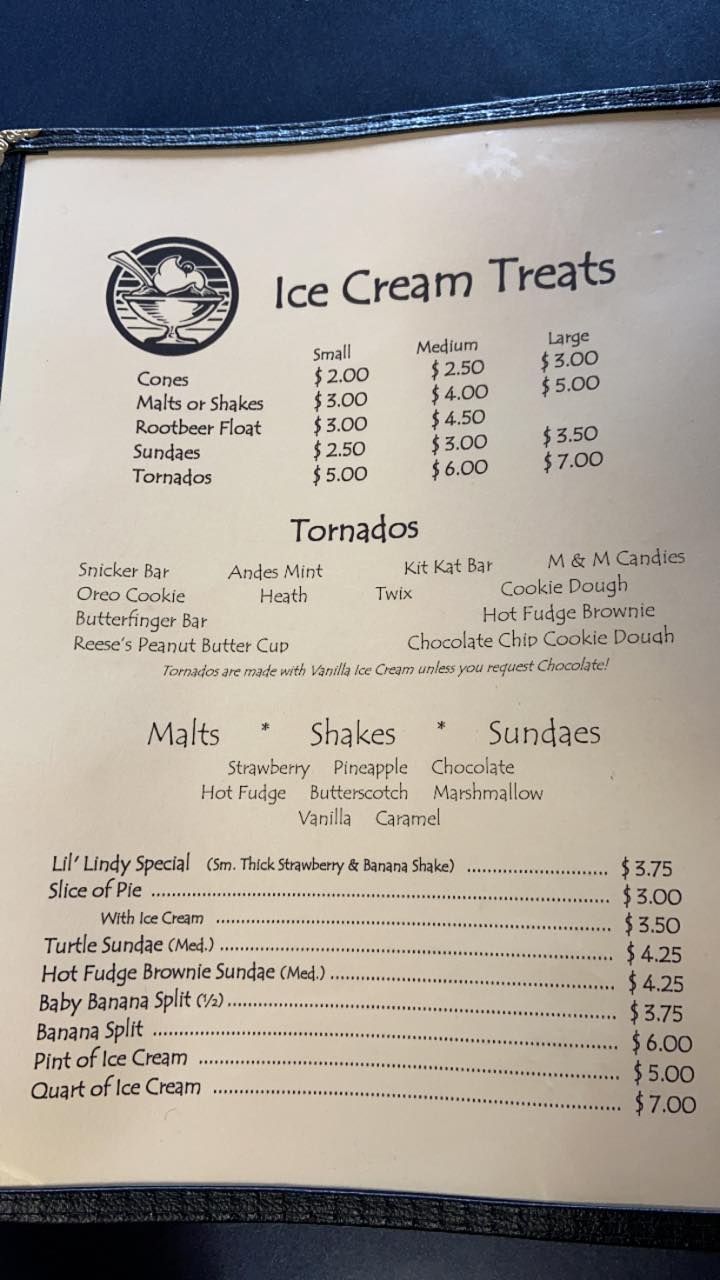 Ice Cream Treats
Small Medium Large
Cones $2.00 $2.50 $3.00
Malts or Shakes $3.00 $4.00 $5.00
Rootbeer Float $3.00 $4.50
Sundaes $2.50 $3.00 $3.50
Tornados $5.00 $6.00 $7.00
Tornados
Snicker Bar Andes Mint Kit Kat Bar M & M Candies
Oreo Cookie Heath Twix Cookie Dough
Butterfinger Bar Hot Fudge Brownie
Reese's Peanut Butter Cup Chocolate Chip Cookie Dough
Tornados are made with Vanilla Ice Cream unless you request Chocolate!
Malts * Shakes * Sundaes
Strawberry Pineapple Chocolate
Hot Fudge Butterscotch Marshmallow
Vanilla Caramel
Lil' Lindy Special (Sm. Thick Strawberry & Banana Shake) ............................ $3.75
Slice of Pie ........................................................................ $3.00
With Ice Cream ........................................................................ $3.50
Turtle Sundae (Med.) ........................................................................ $4.25
Hot Fudge Brownie Sundae (Med.) ............................................................ $4.25
Baby Banana Split (½) ........................................................................ $3.75
Banana Split ........................................................................ $6.00
Pint of Ice Cream ........................................................................ $5.00
Quart of Ice Cream ........................................................................ $7.00